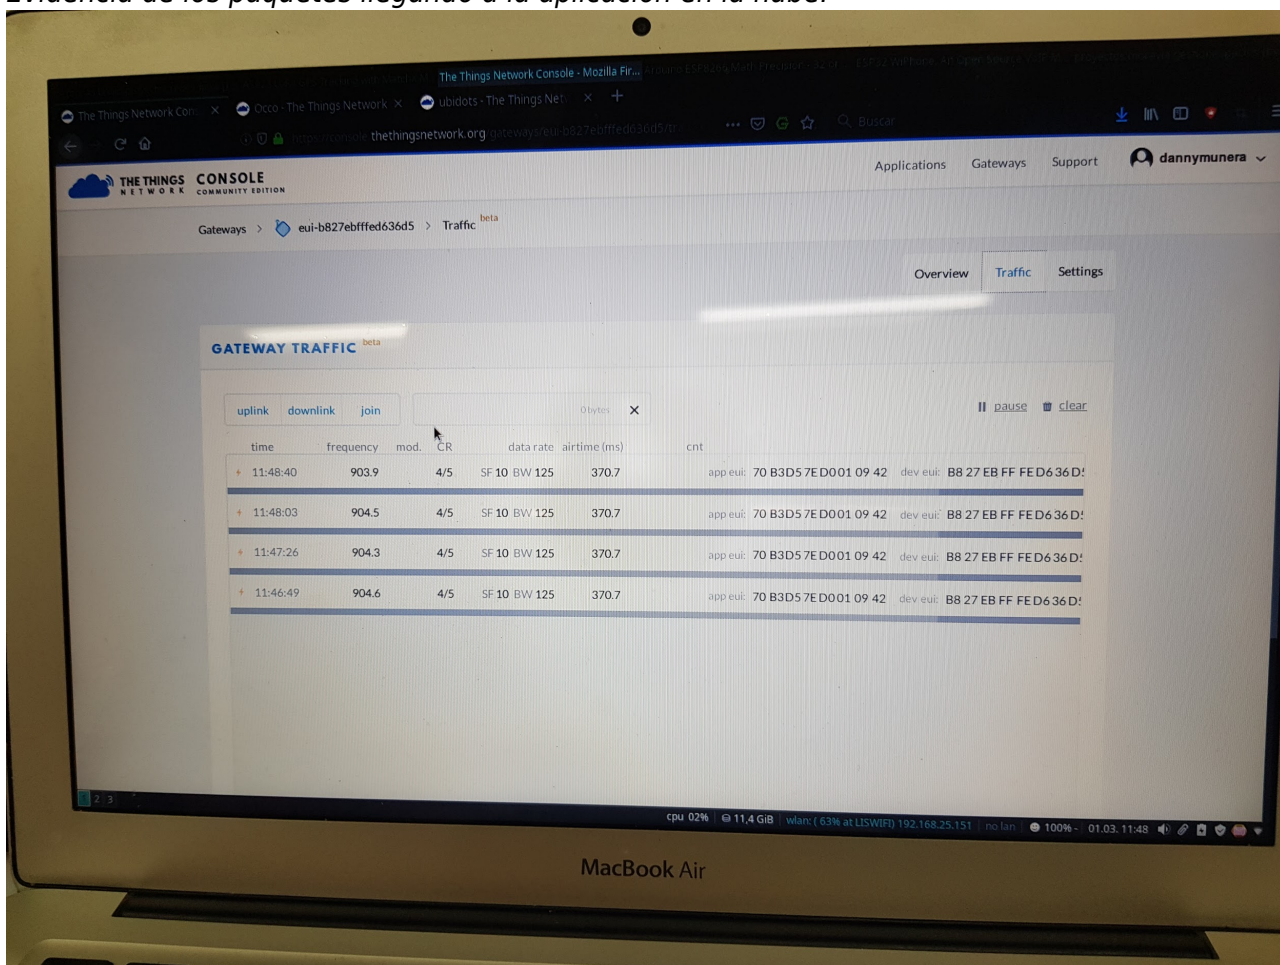 Evidencia de los paquetes llegando a la aplicación en la nube.
The Things Network Console - Mozilla Fir...
The Things Network Con
Occo - The Things Network
ubidots - The Things Net
thethingsnetwork.org
Buscar
THE THINGS NETWORK
CONSOLE
COMMUNITY EDITION
Applications Gateways Support dannymunera
Gateways > eui-b827ebfffed636d5 > Traffic beta
Overview Traffic Settings
GATEWAY TRAFFIC beta
uplink downlink join 0 bytes pause clear
time frequency mod. CR data rate airtime (ms) cnt
11:48:40 903.9 4/5 SF 10 BW 125 370.7 app eui: 70 B3 D5 7E D0 01 09 42 dev eui: B8 27 EB FF FE D6 36 D
11:48:03 904.5 4/5 SF 10 BW 125 370.7 app eui: 70 B3 D5 7E D0 01 09 42 dev eui: B8 27 EB FF FE D6 36 D
11:47:26 904.3 4/5 SF 10 BW 125 370.7 app eui: 70 B3 D5 7E D0 01 09 42 dev eui: B8 27 EB FF FE D6 36 D
11:46:49 904.6 4/5 SF 10 BW 125 370.7 app eui: 70 B3 D5 7E D0 01 09 42 dev eui: B8 27 EB FF FE D6 36 D
1 2 3
cpu 02% 11,4 GiB wlan: ( 63% at LISWIFI) 192.168.25.151 no lan 100% - 01.03. 11:48
MacBook Air